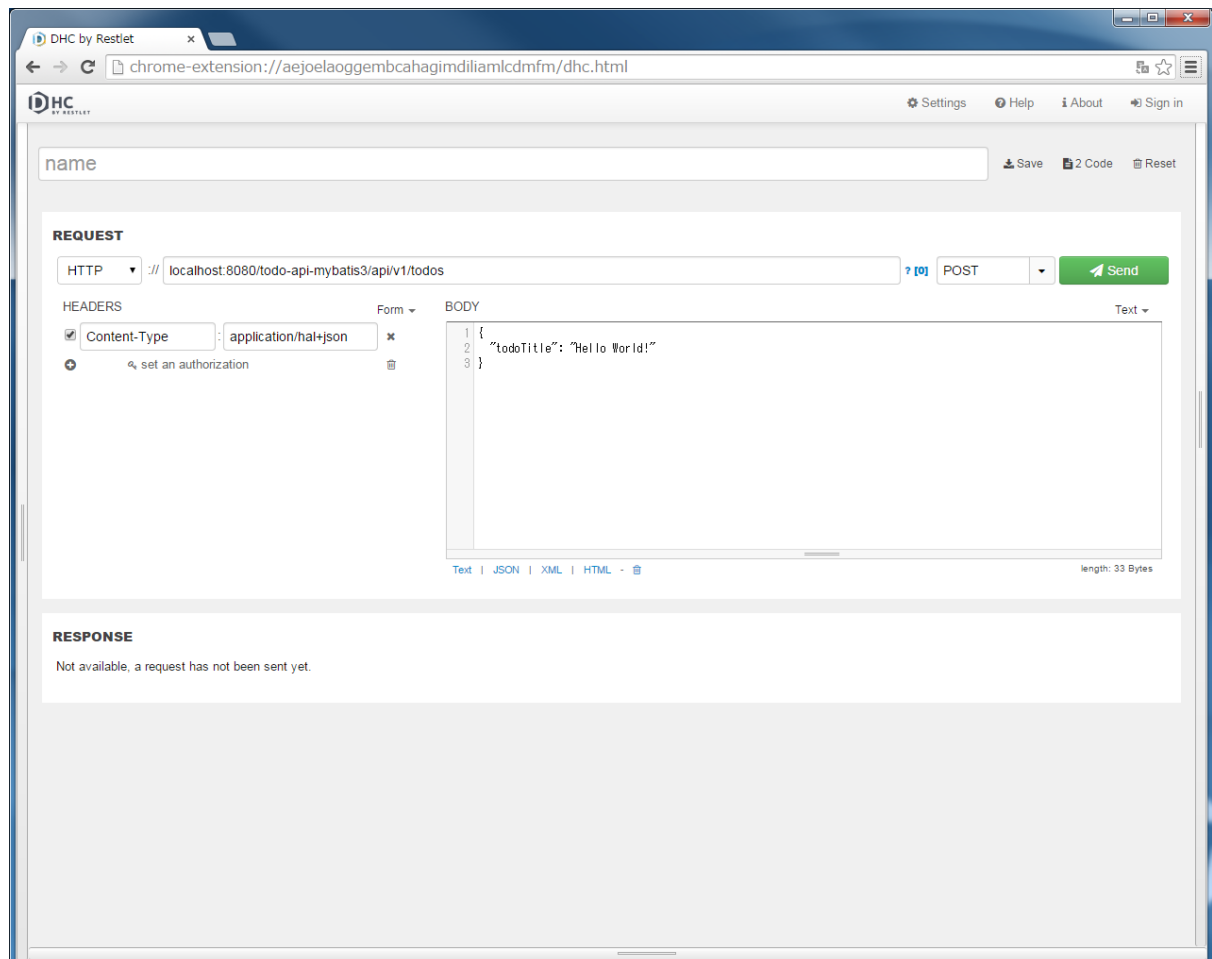 DHC by Restlet
chrome-extension://aejoelaoggembcahagimdiliamlcdmfm/dhc.html
DHC
BY RESTLET
Settings Help About Sign in
name
Save 2 Code Reset
REQUEST
HTTP :// localhost:8080/todo-api-mybatis3/api/v1/todos ? [0] POST Send
HEADERS Form BODY Text
Content-Type : application/hal+json
set an authorization
1 {
2 "todoTitle": "Hello World!"
3 }
Text | JSON | XML | HTML - length: 33 Bytes
RESPONSE
Not available, a request has not been sent yet.